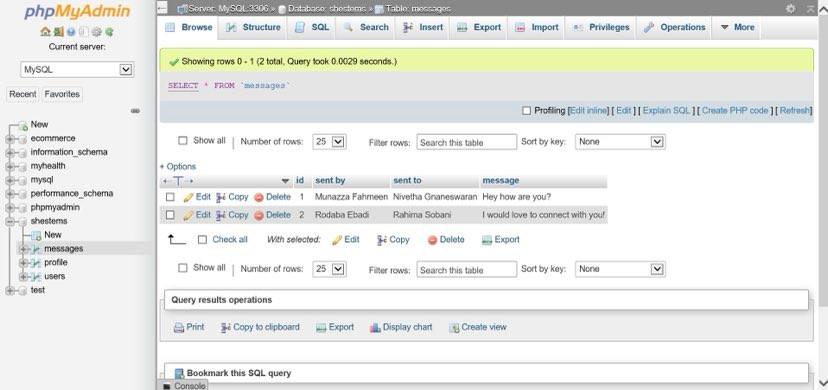 phpMyAdmin
Current server:
MySQL
Recent Favorites
New
ecommerce
information_schema
myhealth
mysql
performance_schema
phpmyadmin
shestems
New
messages
profile
users
test
Server: MySQL:3306 » Database: shestems » Table: messages
Browse Structure SQL Search Insert Export Import Privileges Operations More
Showing rows 0 - 1 (2 total, Query took 0.0029 seconds.)
SELECT * FROM `messages`
Profiling [Edit inline] [ Edit ] [ Explain SQL ] [ Create PHP code ] [ Refresh]
Show all | Number of rows: 25 Filter rows: Search this table Sort by key: None
+ Options
←T→ id sent by sent to message
Edit Copy Delete 1 Munazza Fahmeen Nivetha Gnaneswaran Hey how are you?
Edit Copy Delete 2 Rodaba Ebadi Rahima Sobani I would love to connect with you!
Check all With selected: Edit Copy Delete Export
Show all | Number of rows: 25 Filter rows: Search this table Sort by key: None
Query results operations
Print Copy to clipboard Export Display chart Create view
Bookmark this SQL query
Console